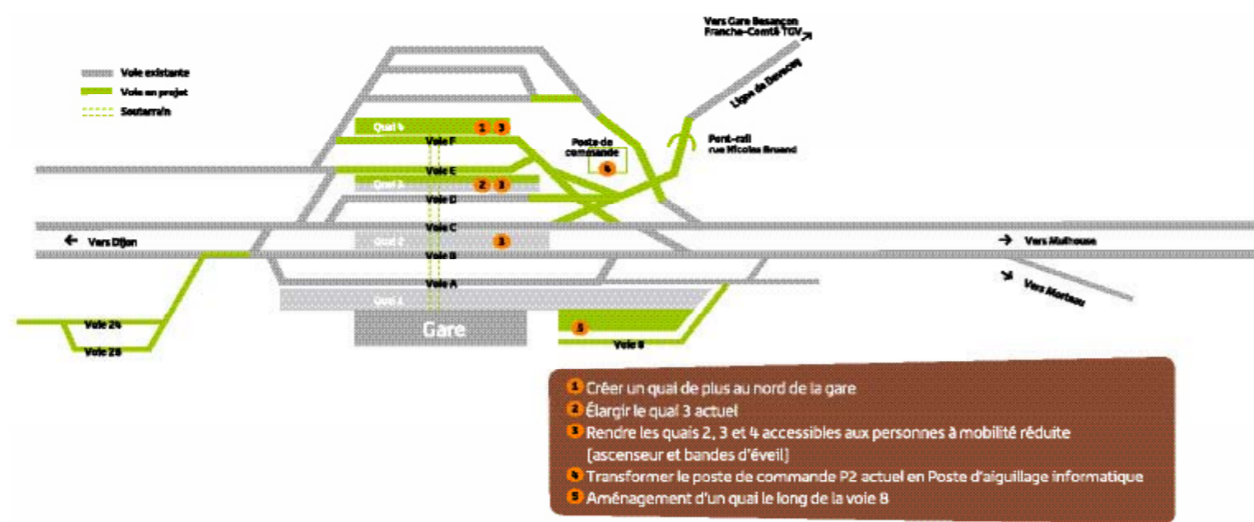 Vers Gare Besançon
Franche-Comté TGV
Ligne de Devecey
Voie existante
Voie en projet
Souterrain
Quai 4
1
3
Voie F
Poste de
commande
4
Pont-rail
rue Nicolas Bruand
Voie E
Quai 3
2
3
Voie D
Voie C
← Vers Dijon
Quai 2
3
→ Vers Mulhouse
Voie B
Voie A
Vers Morteau
Quai 1
Gare
5
Voie 8
Voie 24
1 Créer un quai de plus au nord de la gare
2 Élargir le quai 3 actuel
3 Rendre les quais 2, 3 et 4 accessibles aux personnes à mobilité réduite
(ascenseur et bandes d'éveil)
4 Transformer le poste de commande P2 actuel en Poste d'aiguillage informatique
5 Aménagement d'un quai le long de la voie 8